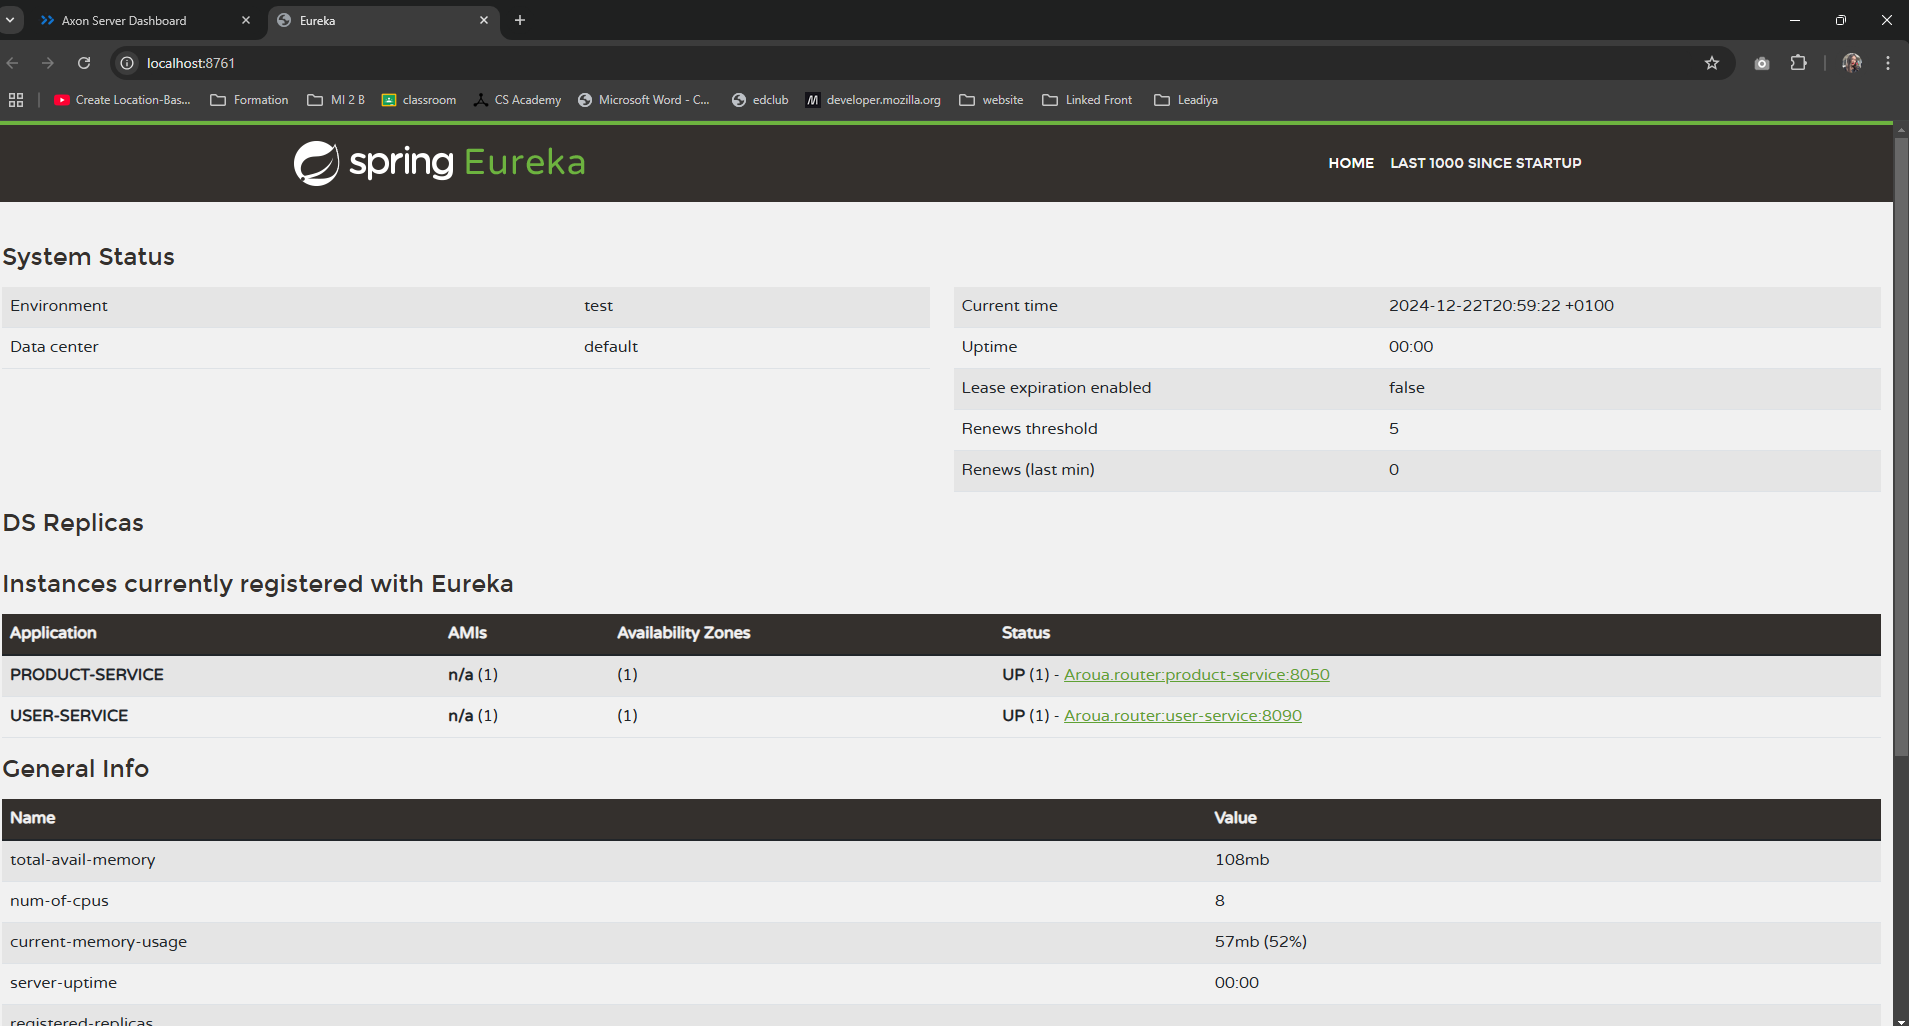 Axon Server Dashboard
Eureka
localhost:8761
Create Location-Bas...
Formation
MI 2 B
classroom
CS Academy
Microsoft Word - C...
edclub
developer.mozilla.org
website
Linked Front
Leadiya
spring Eureka
HOME LAST 1000 SINCE STARTUP
System Status
Environment test
Data center default
Current time 2024-12-22T20:59:22 +0100
Uptime 00:00
Lease expiration enabled false
Renews threshold 5
Renews (last min) 0
DS Replicas
Instances currently registered with Eureka
Application AMIs Availability Zones Status
PRODUCT-SERVICE n/a (1) (1) UP (1) - Aroua.router:product-service:8050
USER-SERVICE n/a (1) (1) UP (1) - Aroua.router:user-service:8090
General Info
Name Value
total-avail-memory 108mb
num-of-cpus 8
current-memory-usage 57mb (52%)
server-uptime 00:00
registered-replicas